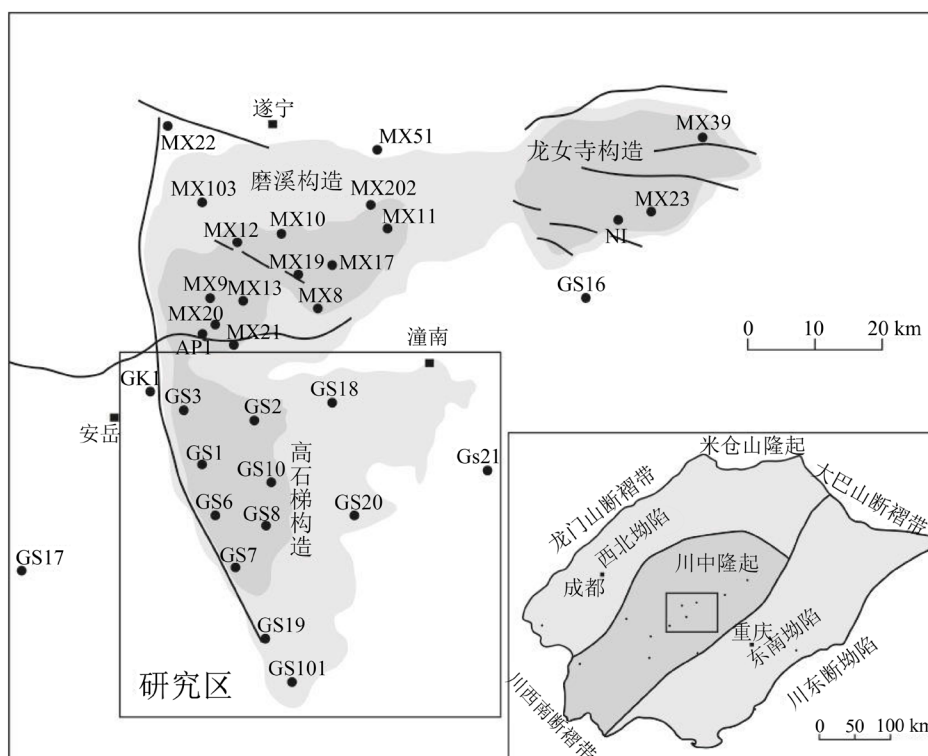 遂宁
MX22
MX51
MX39
龙女寺构造
磨溪构造
MX103
MX202
MX23
MX10
MX11
MX12
NI
MX19
MX17
MX9
MX13
GS16
MX8
MX20
AP1
MX21
0 10 20 km
潼南
GK1
GS3
GS2
GS18
安岳
GS1
GS10
高石梯构造
Gs21
GS6
GS8
GS20
GS17
GS7
GS19
GS101
研究区
米仓山隆起
大巴山断褶带
龙门山断褶带
西北坳陷
川中隆起
成都
重庆
东南坳陷
川东断坳陷
川西南断褶带
0 50 100 km